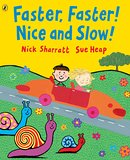 Faster, Faster!
Nice and Slow!
Nick Sharratt Sue Heap